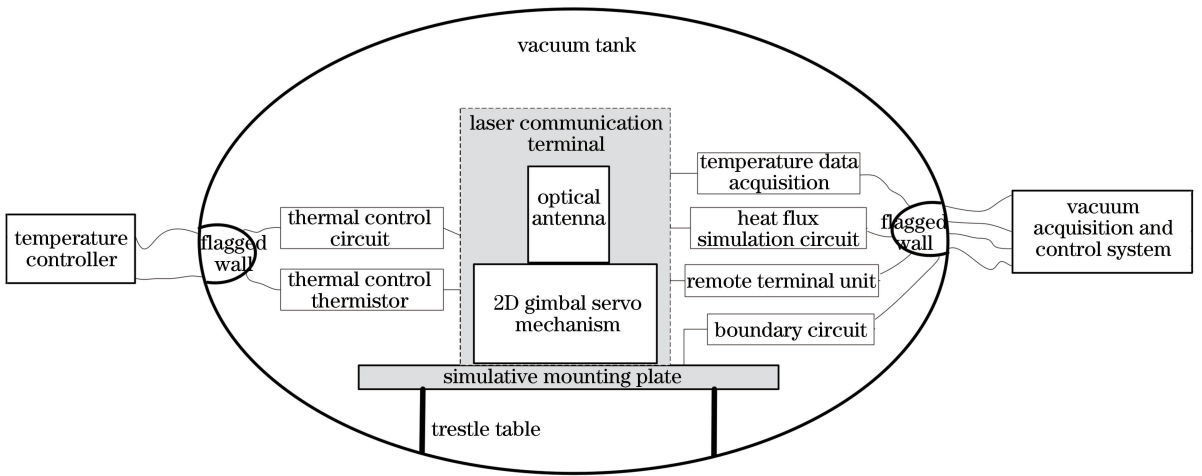 vacuum tank
laser communication
terminal
optical
antenna
2D gimbal servo
mechanism
temperature
controller
flagged
wall
thermal control
circuit
thermal control
thermistor
temperature data
acquisition
heat flux
simulation circuit
remote terminal unit
boundary circuit
flagged
wall
vacuum
acquisition and
control system
simulative mounting plate
trestle table